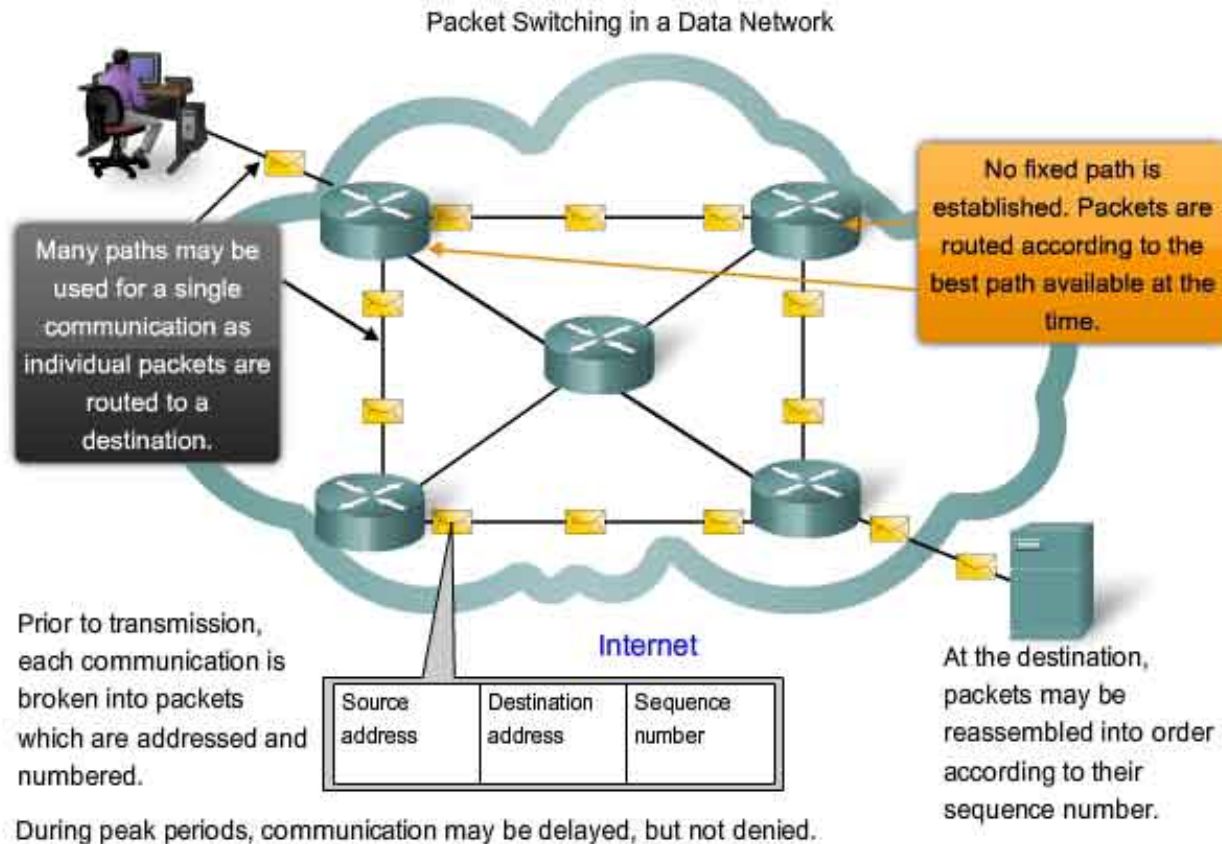 Packet Switching in a Data Network
No fixed path is
established. Packets are
routed according to the
best path available at the
time.
Many paths may be
used for a single
communication as
individual packets are
routed to a
destination.
Prior to transmission,
each communication is
broken into packets
which are addressed and
numbered.
Internet
Source
address
Destination
address
Sequence
number
At the destination,
packets may be
reassembled into order
according to their
sequence number.
During peak periods, communication may be delayed, but not denied.